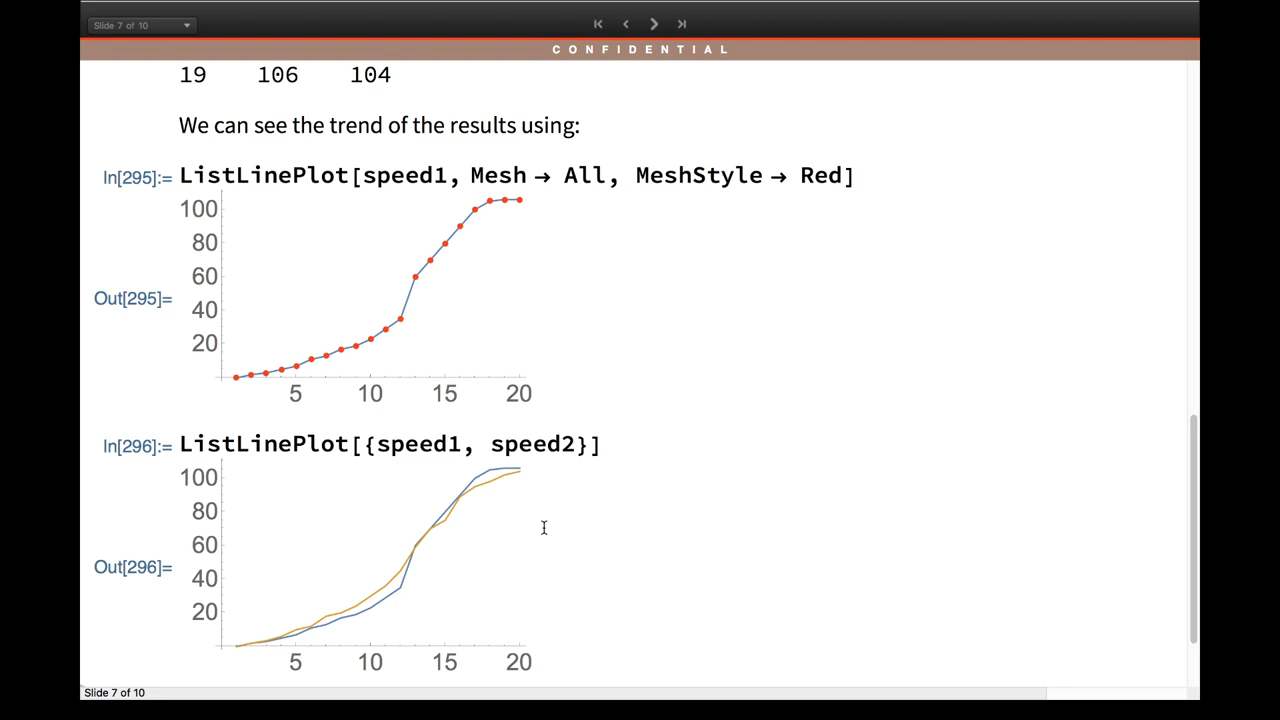 Slide 7 of 10
CONFIDENTIAL
19 106 104
We can see the trend of the results using:
In[295]:= ListLinePlot[speed1, Mesh → All, MeshStyle → Red]
100
80
60
Out[295]=
40
20
5 10 15 20
In[296]:= ListLinePlot[{speed1, speed2}]
100
80
60
Out[296]=
40
20
5 10 15 20
Slide 7 of 10